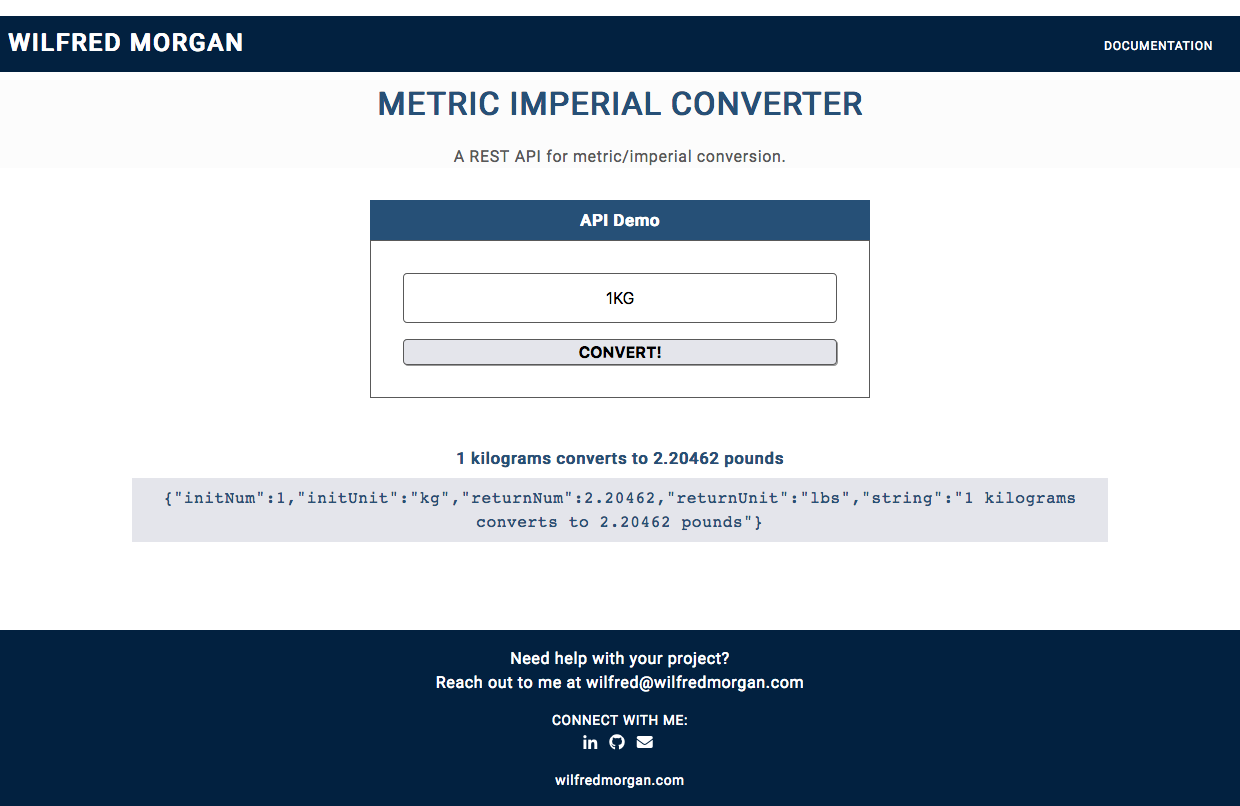 WILFRED MORGAN
DOCUMENTATION
METRIC IMPERIAL CONVERTER
A REST API for metric/imperial conversion.
API Demo
1KG
CONVERT!
1 kilograms converts to 2.20462 pounds
{"initNum":1,"initUnit":"kg","returnNum":2.20462,"returnUnit":"lbs","string":"1 kilograms
converts to 2.20462 pounds"}
Need help with your project?
Reach out to me at wilfred@wilfredmorgan.com
CONNECT WITH ME:
in
wilfredmorgan.com